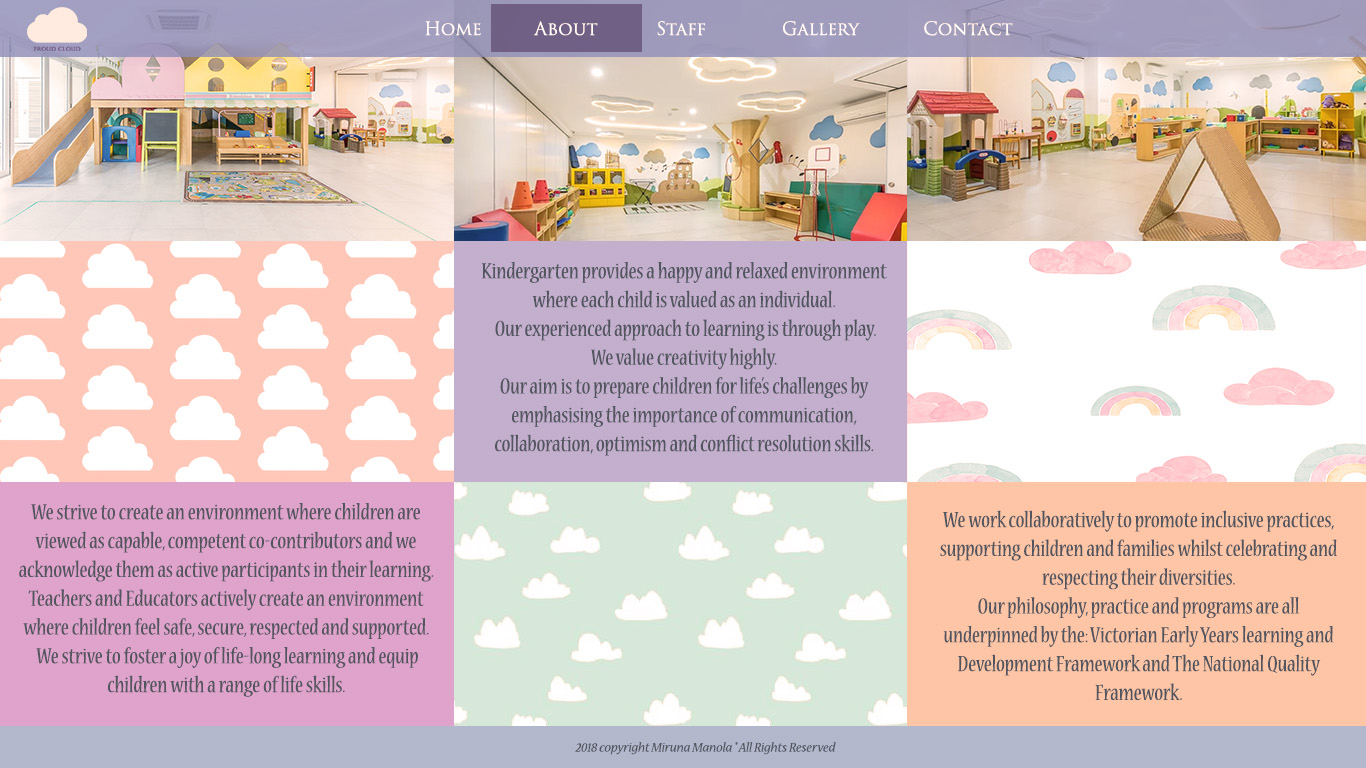 PROUD CLOUD
Home About Staff Gallery Contact
Kindergarten provides a happy and relaxed environment
where each child is valued as an individual.
Our experienced approach to learning is through play.
We value creativity highly.
Our aim is to prepare children for life's challenges by
emphasising the importance of communication,
collaboration, optimism and conflict resolution skills.
We strive to create an environment where children are
viewed as capable, competent co-contributors and we
acknowledge them as active participants in their learning.
Teachers and Educators actively create an environment
where children feel safe, secure, respected and supported.
We strive to foster a joy of life-long learning and equip
children with a range of life skills.
We work collaboratively to promote inclusive practices,
supporting children and families whilst celebrating and
respecting their diversities.
Our philosophy, practice and programs are all
underpinned by the: Victorian Early Years learning and
Development Framework and The National Quality
Framework.
2018 copyright Miruna Manola * All Rights Reserved